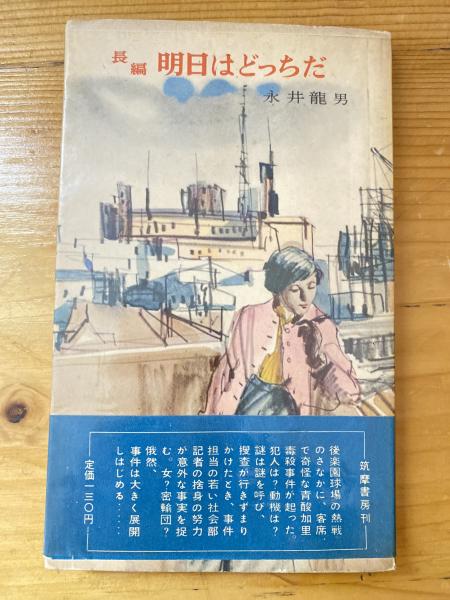 長編 明日はどっちだ
永井龍男
筑摩書房刊
後楽園球場の熱戦
のさなかに、客席
で奇怪な青酸加里
毒殺事件が起った。
犯人は？動機は？
謎は謎を呼び、
捜査が行きずまり
かけたとき、事件
担当の若い社会部
記者の捨身の努力
が意外な事実を捉
む。女？密輸団？
俄然、
事件は大きく展開
しはじめる‥‥
定価一三〇円